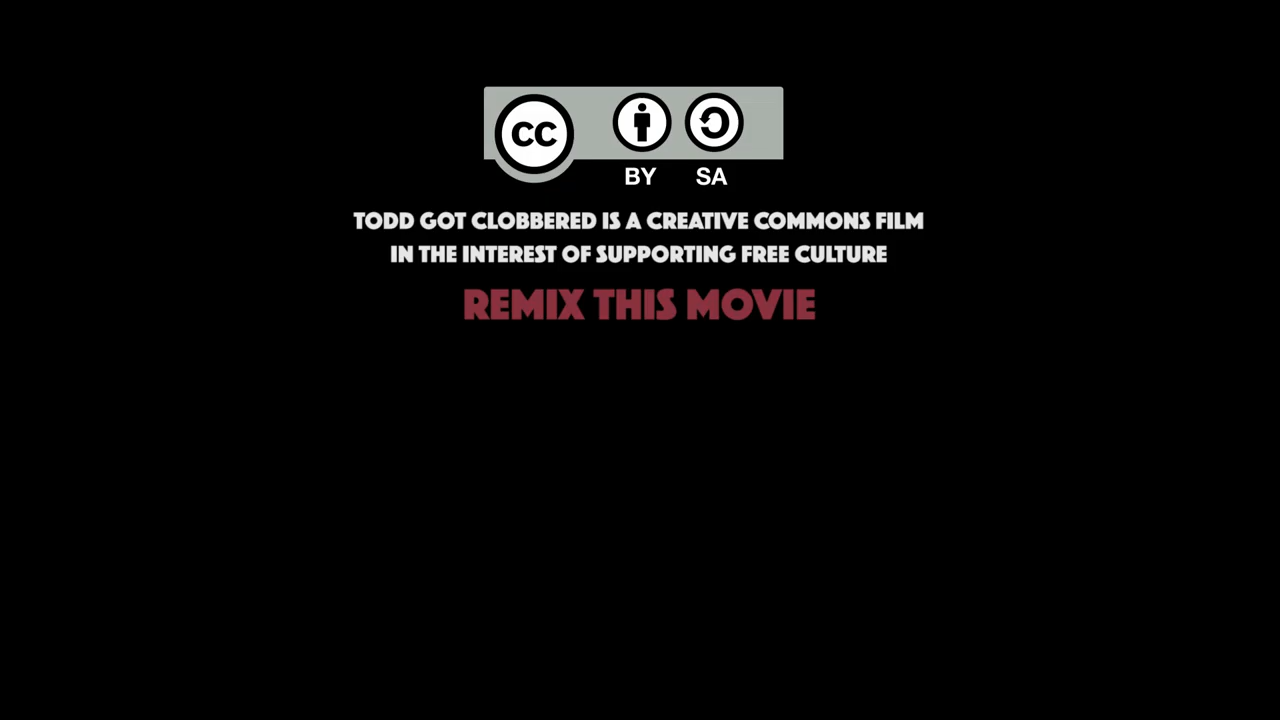 CC
BY SA
TODD GOT CLOBBERED IS A CREATIVE COMMONS FILM
IN THE INTEREST OF SUPPORTING FREE CULTURE
REMIX THIS MOVIE